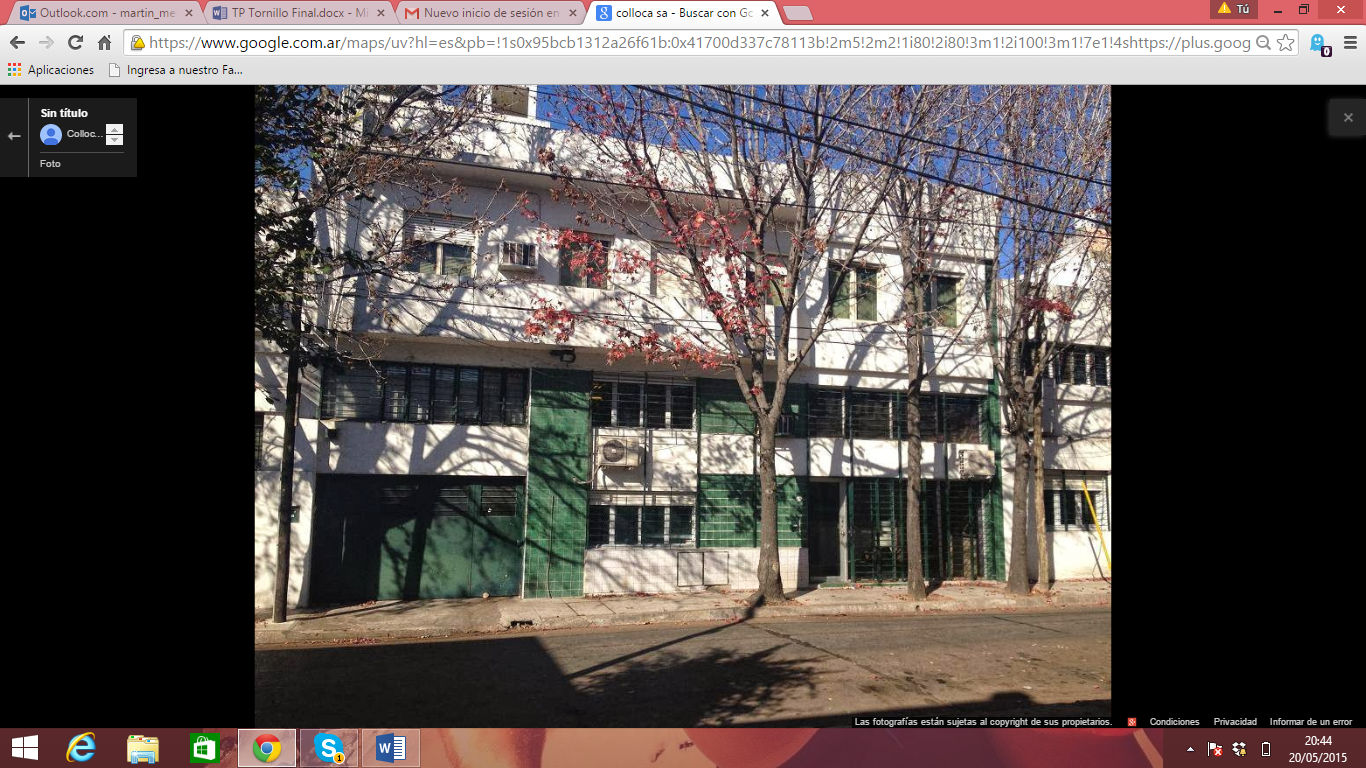 Outlook.com - martin_me
TP Tornillo Final.docx - Mi
Nuevo inicio de sesión en
colloca sa - Buscar con Go
Tú
https://www.google.com.ar/maps/uv?hl=es&pb=!1s0x95bcb1312a26f61b:0x41700d337c78113b!2m5!2m2!1i80!2i80!3m1!2i100!3m1!7e1!4shttps://plus.goog
0
Aplicaciones
Ingresa a nuestro Fa...
Sin título
Colloc...
Foto
Las fotografías están sujetas al copyright de sus propietarios.
Condiciones
Privacidad
Informar de un error
1
20:44
20/05/2015